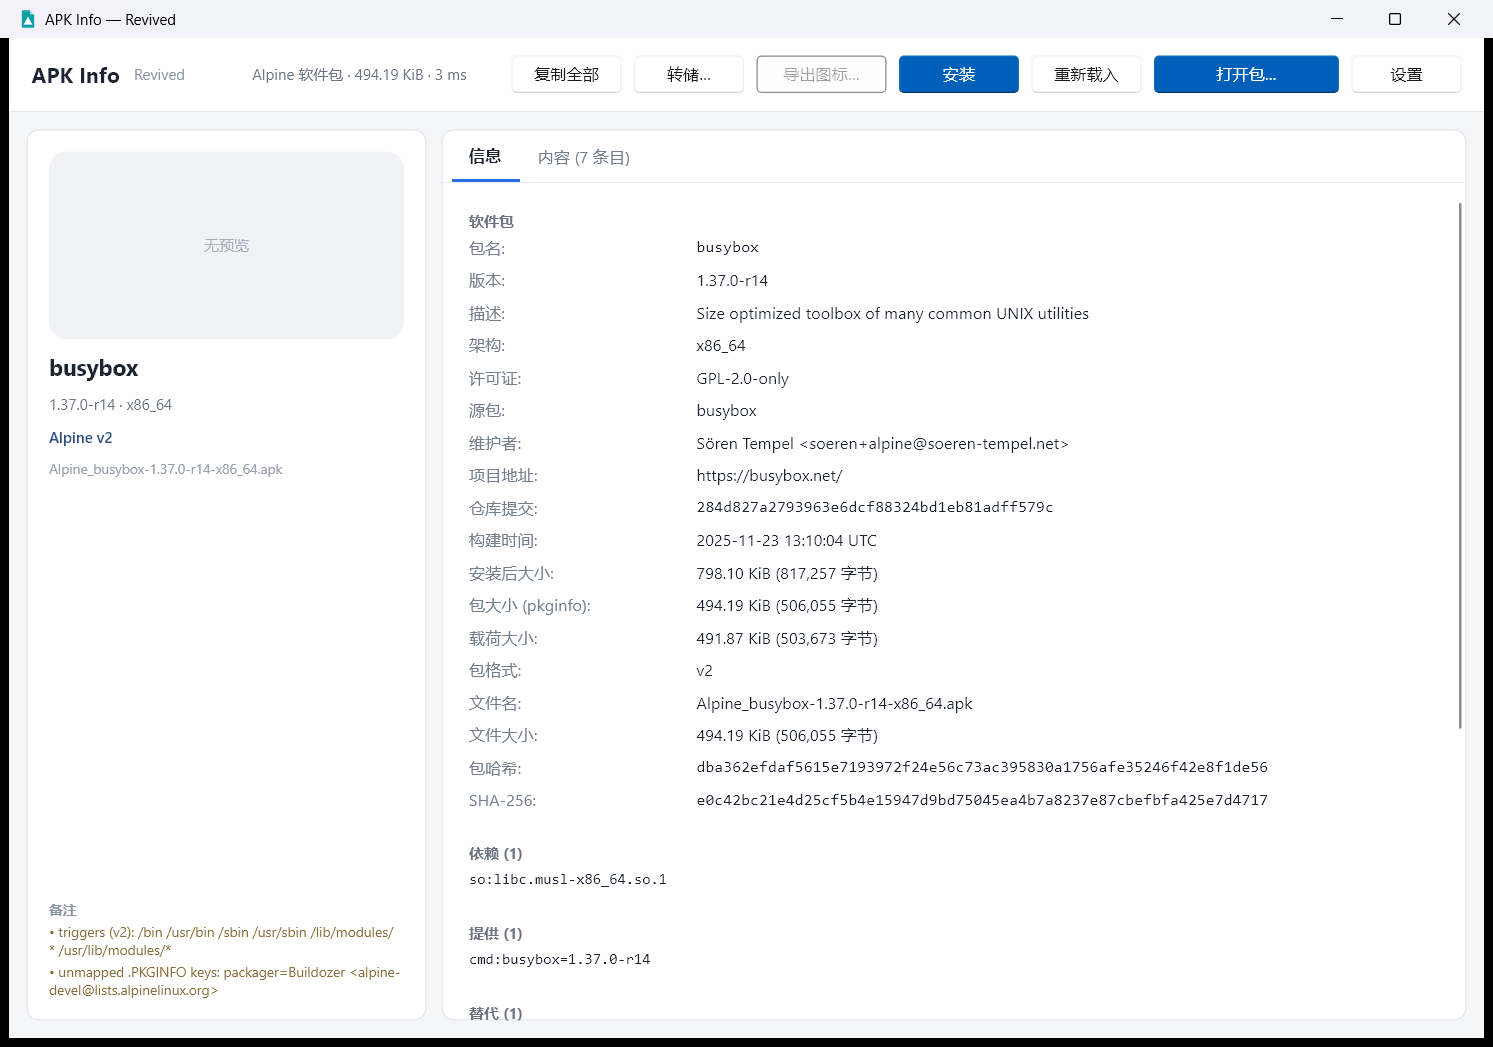 APK Info — Revived
APK Info Revived Alpine 软件包 · 494.19 KiB · 3 ms 复制全部 转储... 导出图标... 安装 重新载入 打开包... 设置
无预览
busybox
1.37.0-r14 · x86_64
Alpine v2
Alpine_busybox-1.37.0-r14-x86_64.apk
备注
• triggers (v2): /bin /usr/bin /sbin /usr/sbin /lib/modules/
* /usr/lib/modules/*
• unmapped .PKGINFO keys: packager=Buildozer <alpine-
devel@lists.alpinelinux.org>
信息 内容 (7 条目)
软件包
包名: busybox
版本: 1.37.0-r14
描述: Size optimized toolbox of many common UNIX utilities
架构: x86_64
许可证: GPL-2.0-only
源包: busybox
维护者: Sören Tempel <soeren+alpine@soeren-tempel.net>
项目地址: https://busybox.net/
仓库提交: 284d827a2793963e6dcf88324bd1eb81adff579c
构建时间: 2025-11-23 13:10:04 UTC
安装后大小: 798.10 KiB (817,257 字节)
包大小 (pkginfo): 494.19 KiB (506,055 字节)
载荷大小: 491.87 KiB (503,673 字节)
包格式: v2
文件名: Alpine_busybox-1.37.0-r14-x86_64.apk
文件大小: 494.19 KiB (506,055 字节)
包哈希: dba362efdaf5615e7193972f24e56c73ac395830a1756afe35246f42e8f1de56
SHA-256: e0c42bc21e4d25cf5b4e15947d9bd75045ea4b7a8237e87cbefbfa425e7d4717
依赖 (1)
so:libc.musl-x86_64.so.1
提供 (1)
cmd:busybox=1.37.0-r14
替代 (1)